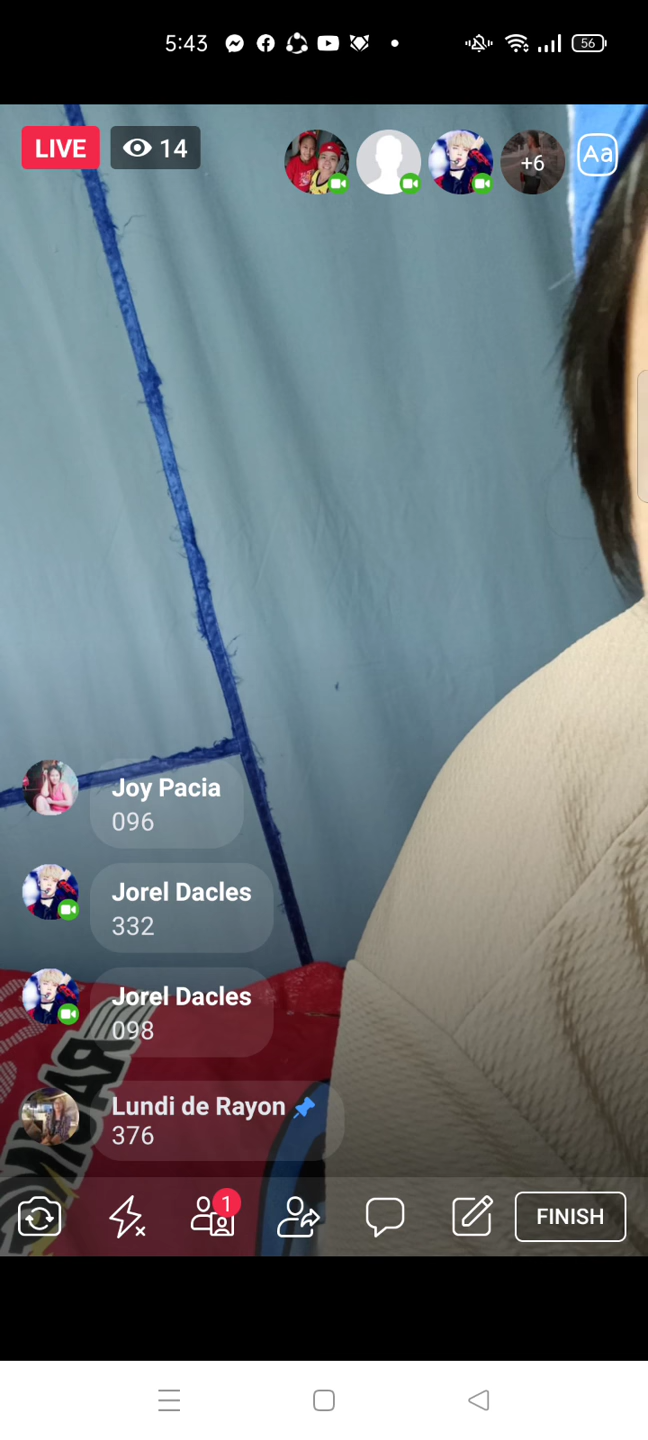 5:43
56
LIVE
14
+6
Aa
Joy Pacia
096
Jorel Dacles
332
Jorel Dacles
098
Lundi de Rayon
376
1
FINISH